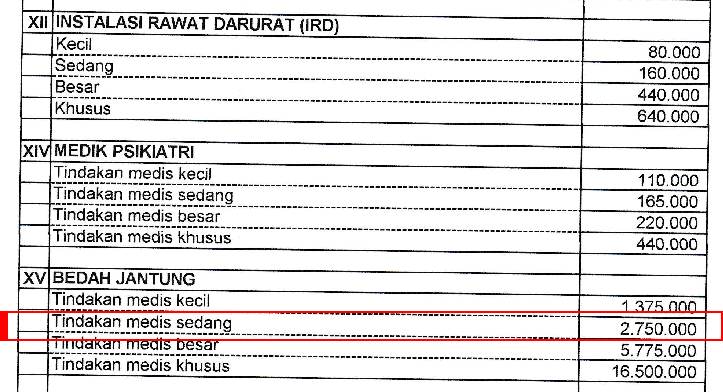 XII INSTALASI RAWAT DARURAT (IRD)
Kecil 80.000
Sedang 160.000
Besar 440.000
Khusus 640.000
XIV MEDIK PSIKIATRI
Tindakan medis kecil 110.000
Tindakan medis sedang 165.000
Tindakan medis besar 220.000
Tindakan medis khusus 440.000
XV BEDAH JANTUNG
Tindakan medis kecil 1.375.000
Tindakan medis sedang 2.750.000
Tindakan medis besar 5.775.000
Tindakan medis khusus 16.500.000